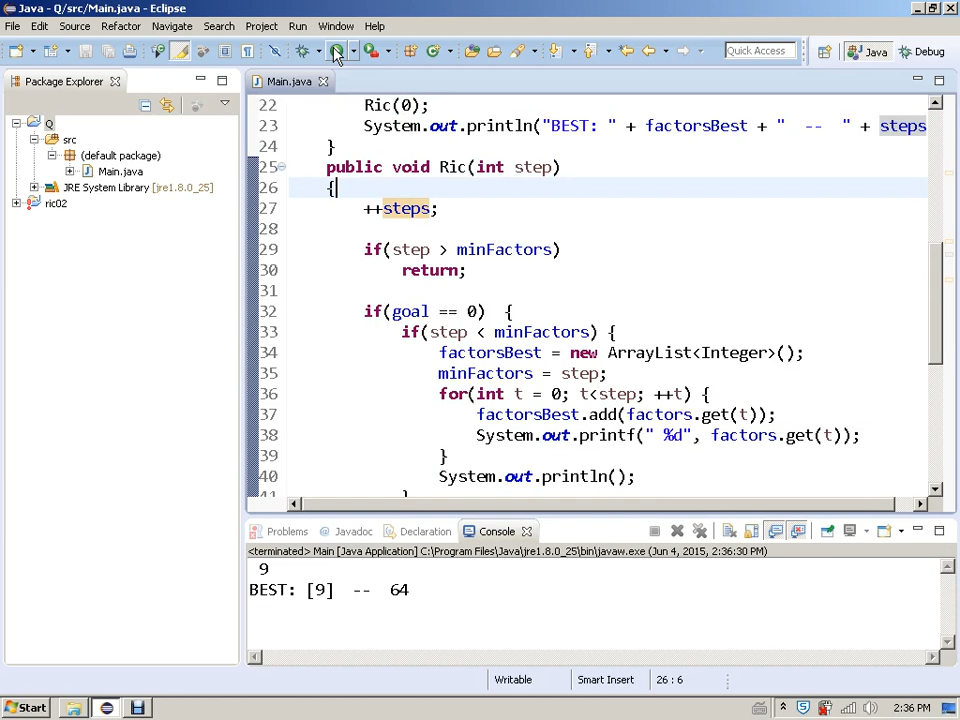 Java - Q/src/Main.java - Eclipse
File Edit Source Refactor Navigate Search Project Run Window Help
Quick Access Java Debug
Package Explorer
Q
src
(default package)
Main.java
JRE System Library [jre1.8.0_25]
ric02
Main.java
22 Ric(0);
23 System.out.println("BEST: " + factorsBest + "  --  " + steps
24 }
25 public void Ric(int step)
26 {
27 ++steps;
28
29 if(step > minFactors)
30 return;
31
32 if(goal == 0)  {
33 if(step < minFactors) {
34 factorsBest = new ArrayList<Integer>();
35 minFactors = step;
36 for(int t = 0; t<step; ++t) {
37 factorsBest.add(factors.get(t));
38 System.out.printf(" %d", factors.get(t));
39 }
40 System.out.println();
41 }
Problems Javadoc Declaration Console
<terminated> Main [Java Application] C:\Program Files\Java\jre1.8.0_25\bin\javaw.exe (Jun 4, 2015, 2:36:30 PM)
9
BEST: [9]  --  64
Writable Smart Insert 26 : 6
Start 2:36 PM